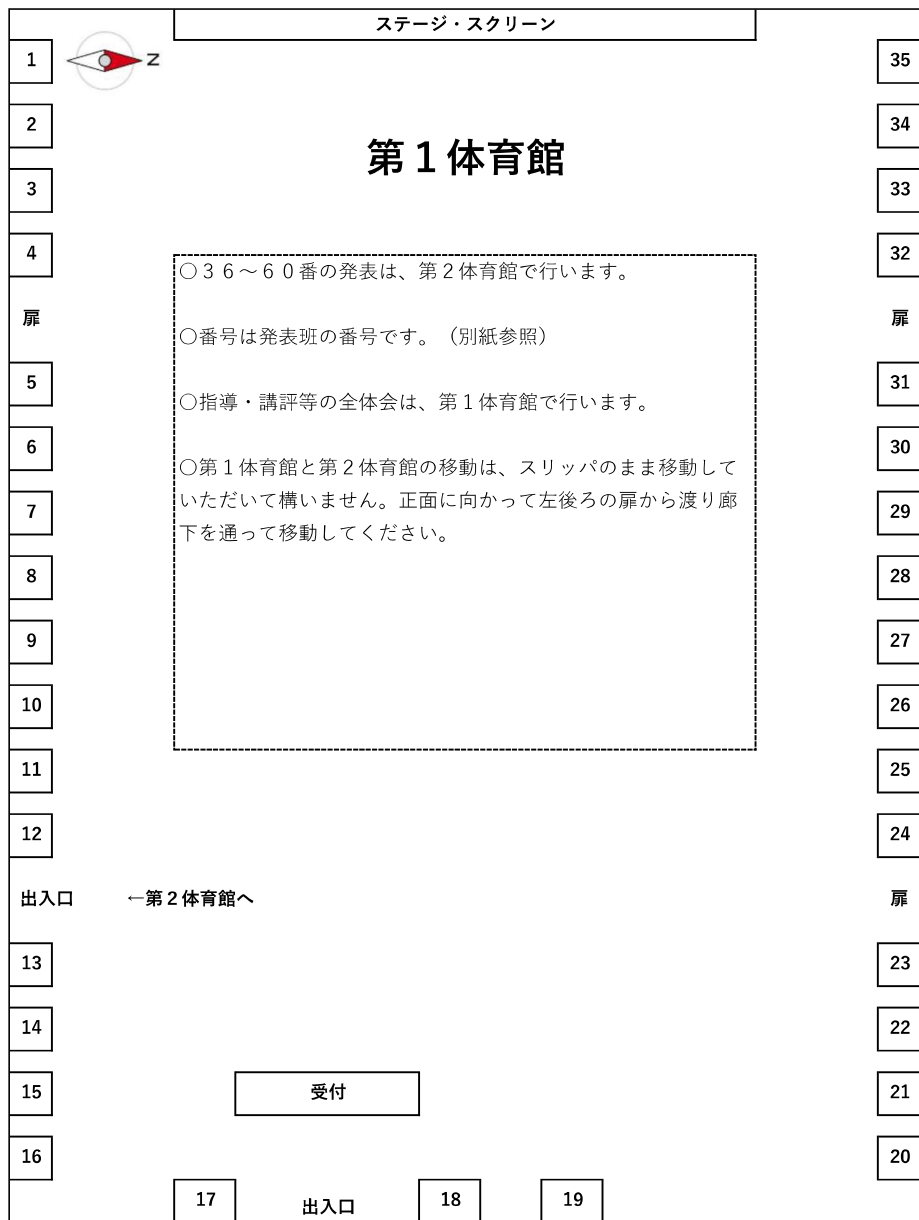 ステージ・スクリーン
1
Z
35
2
34
第１体育館
3
33
4
32
○３６～６０番の発表は、第２体育館で行います。
扉
扉
○番号は発表班の番号です。（別紙参照）
5
31
○指導・講評等の全体会は、第１体育館で行います。
6
30
○第１体育館と第２体育館の移動は、スリッパのまま移動して
いただいて構いません。正面に向かって左後ろの扉から渡り廊
下を通って移動してください。
7
29
8
28
9
27
10
26
11
25
12
24
出入口
←第２体育館へ
扉
13
23
14
22
15
受付
21
16
20
17
出入口
18
19